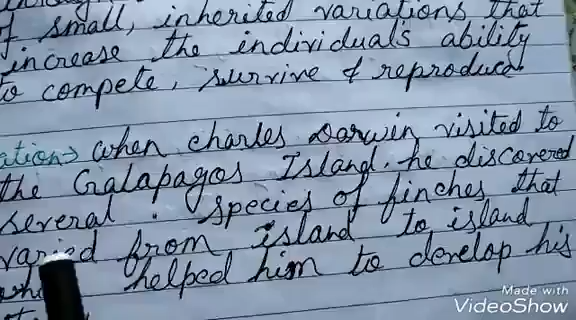 of small, inherited variations that
increase the individual's ability
to compete, survive & reproduce.
ation→ when charles Darwin visited to
the Galapagos Island. he discovered
several species of finches that
varied from island to island
helped him to develop his
Made with
VideoShow